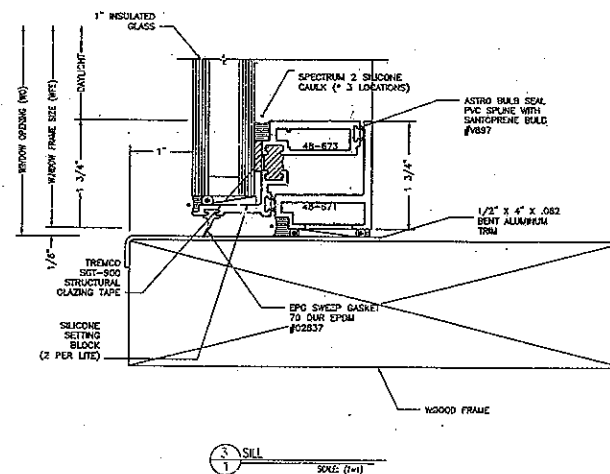 1" INSULATED
GLASS
WINDOW OPENING (WO)
WINDOW FRAME SIZE (WFS)
DAYLIGHT
SPECTRUM 2 SILICONE
CAULK (* 3 LOCATIONS)
ASTRO BULB SEAL
PVC SPLINE WITH
SANTOPRENE BULB
#V897
1"
48-673
1 3/4"
1 3/4"
48-671
1/2" X 4" X .062
BENT ALUMINUM
TRIM
1/8"
TREMCO
SGT-900
STRUCTURAL
GLAZING TAPE
EPG SWEEP GASKET
70 DUR EPDM
#02837
SILICONE
SETTING
BLOCK
(2 PER LITE)
WOOOD FRAME
3
1
SILL
SCALE: (1=1)